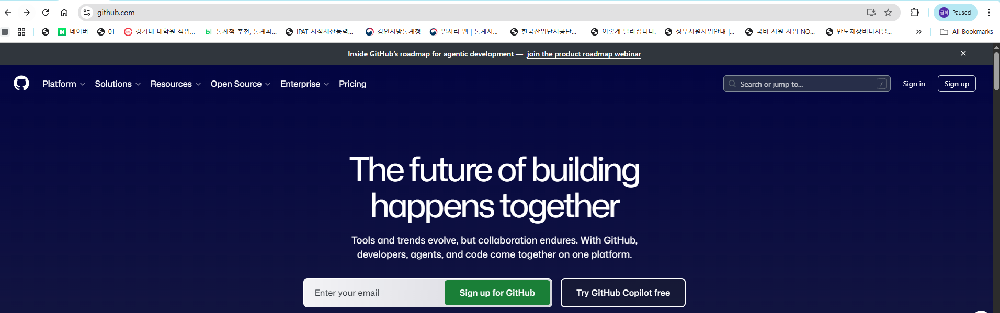 github.com
금희 Paused
네이버 01 경기대 대학원 직업... 통계책 추천, 통계파... IPAT 지식재산능력... 경인지방통계청 일자리 맵 | 통계지... 한국산업단지공단... 이렇게 달라집니다. 정부지원사업안내 |... 국비 지원 사업 NO... 반도체장비디지털... » All Bookmarks
Inside GitHub's roadmap for agentic development — join the product roadmap webinar
Platform Solutions Resources Open Source Enterprise Pricing Search or jump to... / Sign in Sign up
The future of building
happens together
Tools and trends evolve, but collaboration endures. With GitHub,
developers, agents, and code come together on one platform.
Enter your email Sign up for GitHub Try GitHub Copilot free